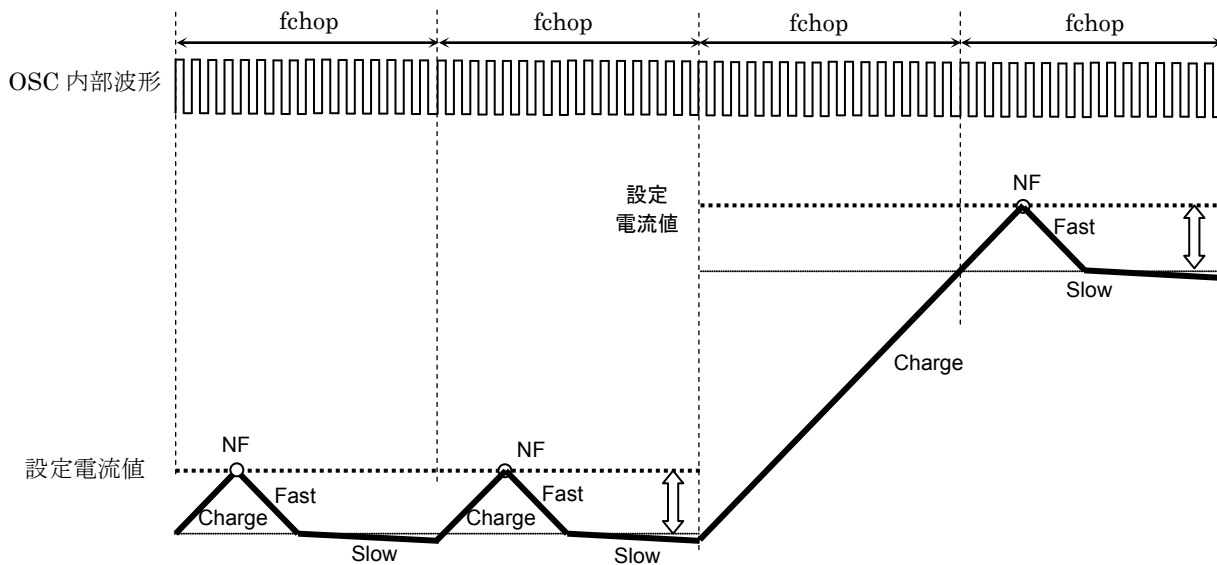 fchop
fchop
fchop
fchop
OSC 内部波形
設定
電流値
NF
Fast
Slow
Charge
設定電流値
NF
Charge
Fast
Slow
NF
Charge
Fast
Slow